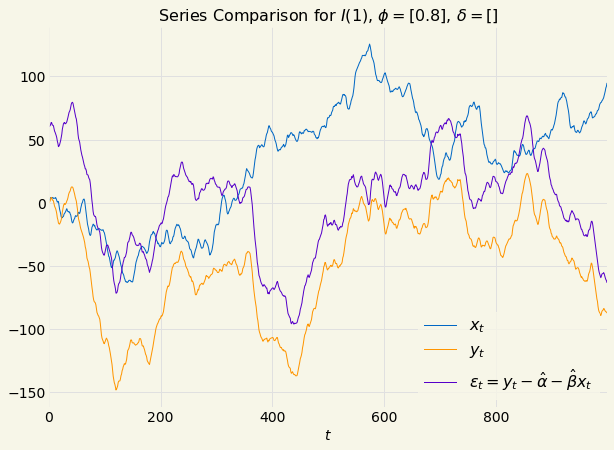 Series Comparison for I(1), ϕ = [0.8], δ = []
100
50
0
−50
−100
−150
0
200
400
600
800
t
x_t
y_t
ε_t = y_t − α̂ − β̂x_t